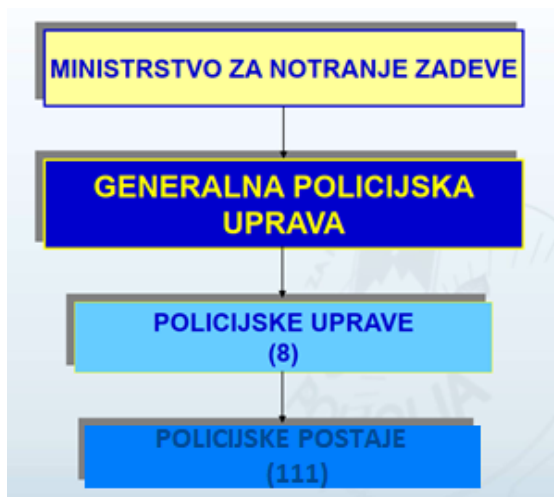 MINISTRSTVO ZA NOTRANJE ZADEVE
GENERALNA POLICIJSKA
UPRAVA
POLICIJSKE UPRAVE
(8)
POLICIJSKE POSTAJE
(111)